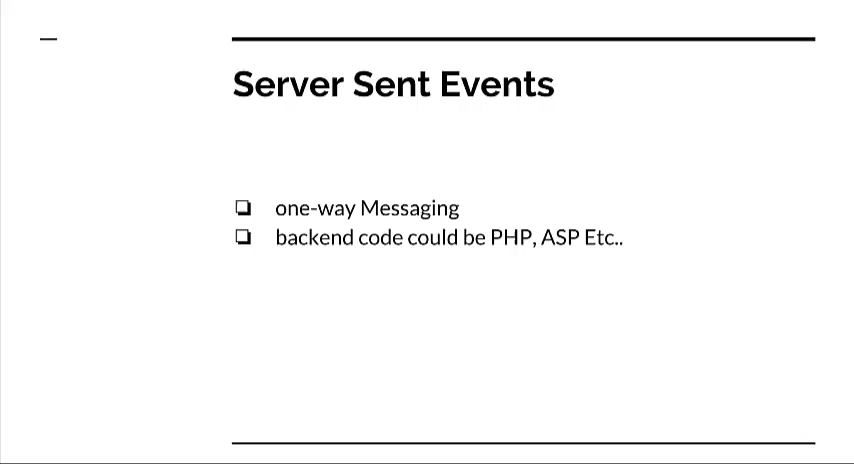 Server Sent Events
❏ one-way Messaging
❏ backend code could be PHP, ASP Etc..